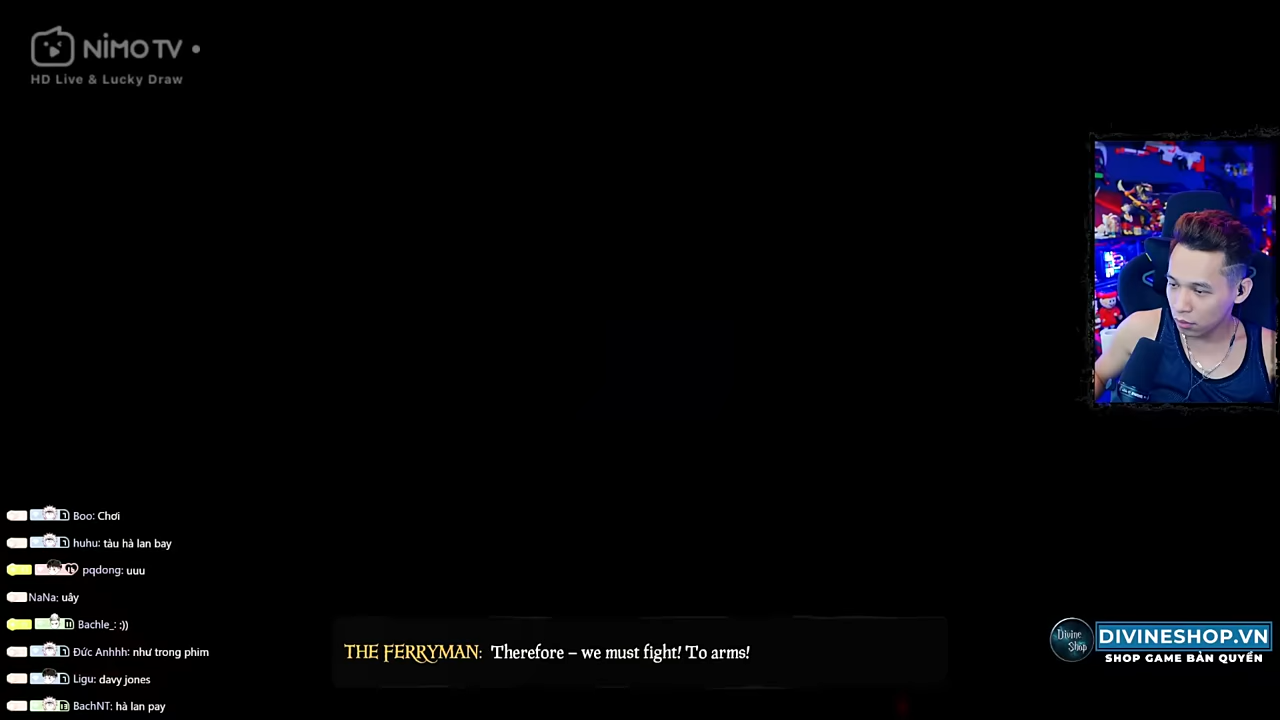 NIMO TV
HD Live & Lucky Draw
Boo: Chơi
huhu: tàu hà lan bay
pqdong: uuu
NaNa: uây
Bachle_: :))
Đức Anhhh: như trong phim
Ligu: davy jones
BachNT: hà lan pay
THE FERRYMAN: Therefore – we must fight! To arms!
Divine Shop
DIVINESHOP.VN
SHOP GAME BẢN QUYỀN